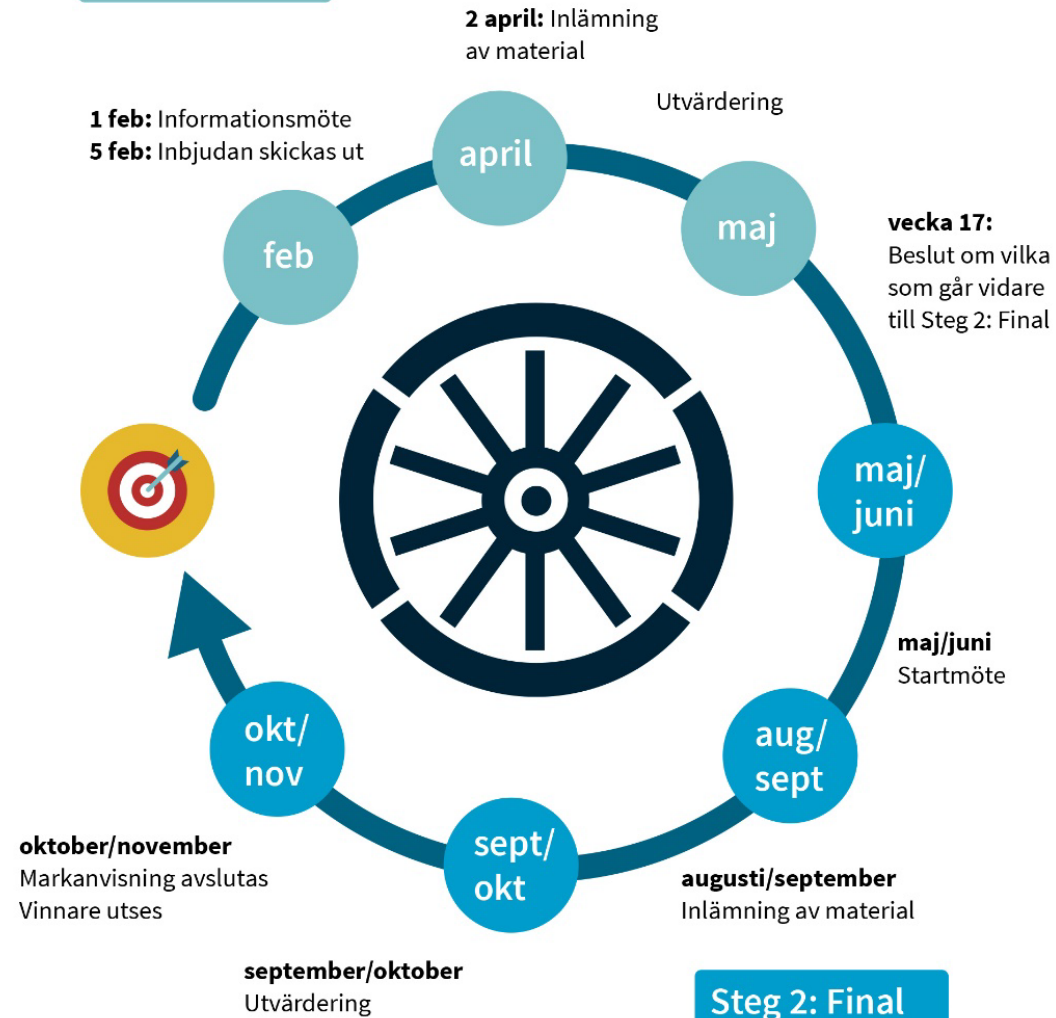 2 april: Inlämning
av material
Utvärdering
1 feb: Informationsmöte
5 feb: Inbjudan skickas ut
april
feb
maj
vecka 17:
Beslut om vilka
som går vidare
till Steg 2: Final
maj/
juni
maj/juni
Startmöte
aug/
sept
augusti/september
Inlämning av material
sept/
okt
september/oktober
Utvärdering
okt/
nov
oktober/november
Markanvisning avslutas
Vinnare utses
Steg 2: Final